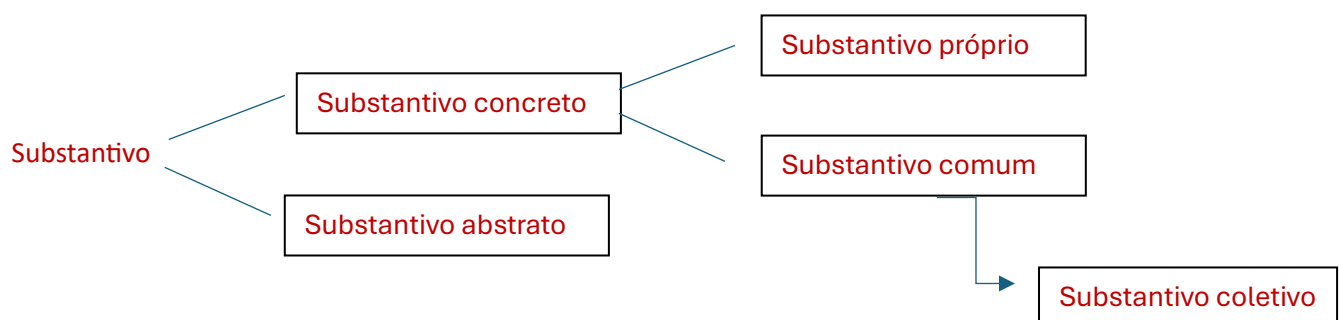 Substantivo próprio
Substantivo concreto
Substantivo
Substantivo comum
Substantivo abstrato
Substantivo coletivo